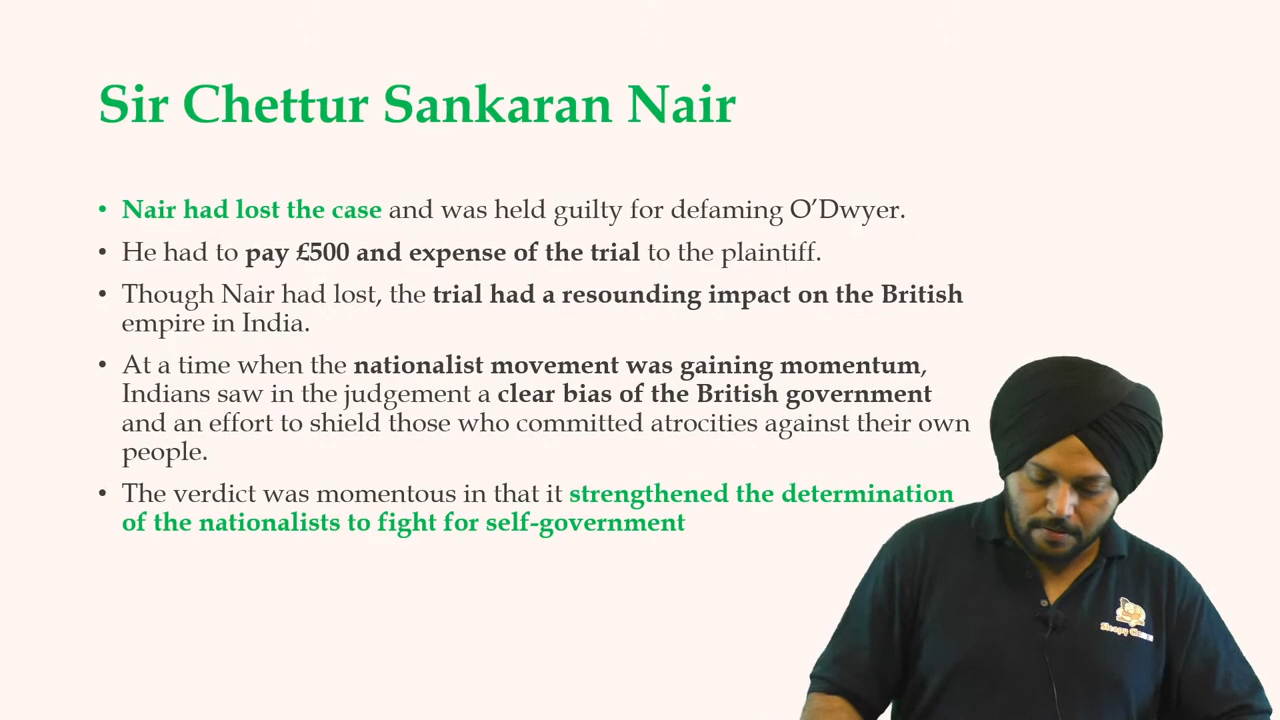 Sir Chettur Sankaran Nair
• Nair had lost the case and was held guilty for defaming O’Dwyer.
• He had to pay £500 and expense of the trial to the plaintiff.
• Though Nair had lost, the trial had a resounding impact on the British
empire in India.
• At a time when the nationalist movement was gaining momentum,
Indians saw in the judgement a clear bias of the British government
and an effort to shield those who committed atrocities against their own
people.
• The verdict was momentous in that it strengthened the determination
of the nationalists to fight for self-government
Sleepy